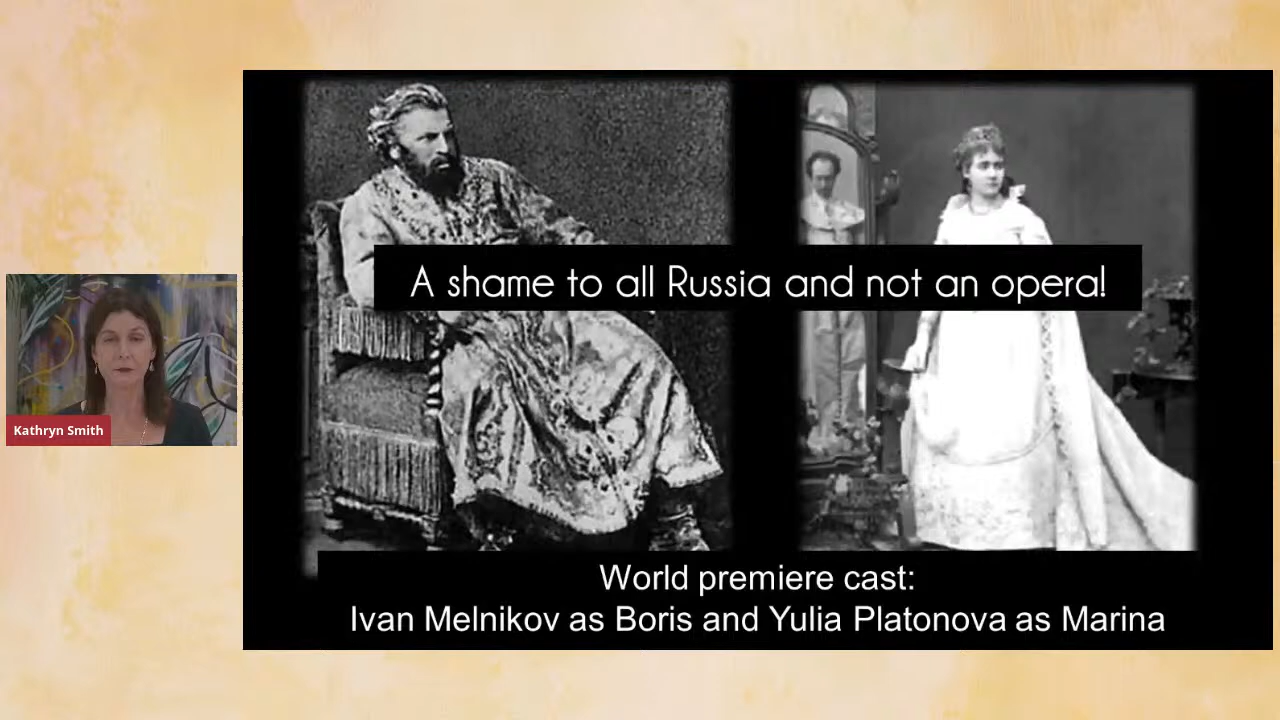 A shame to all Russia and not an opera!
Kathryn Smith
World premiere cast:
Ivan Melnikov as Boris and Yulia Platonova as Marina